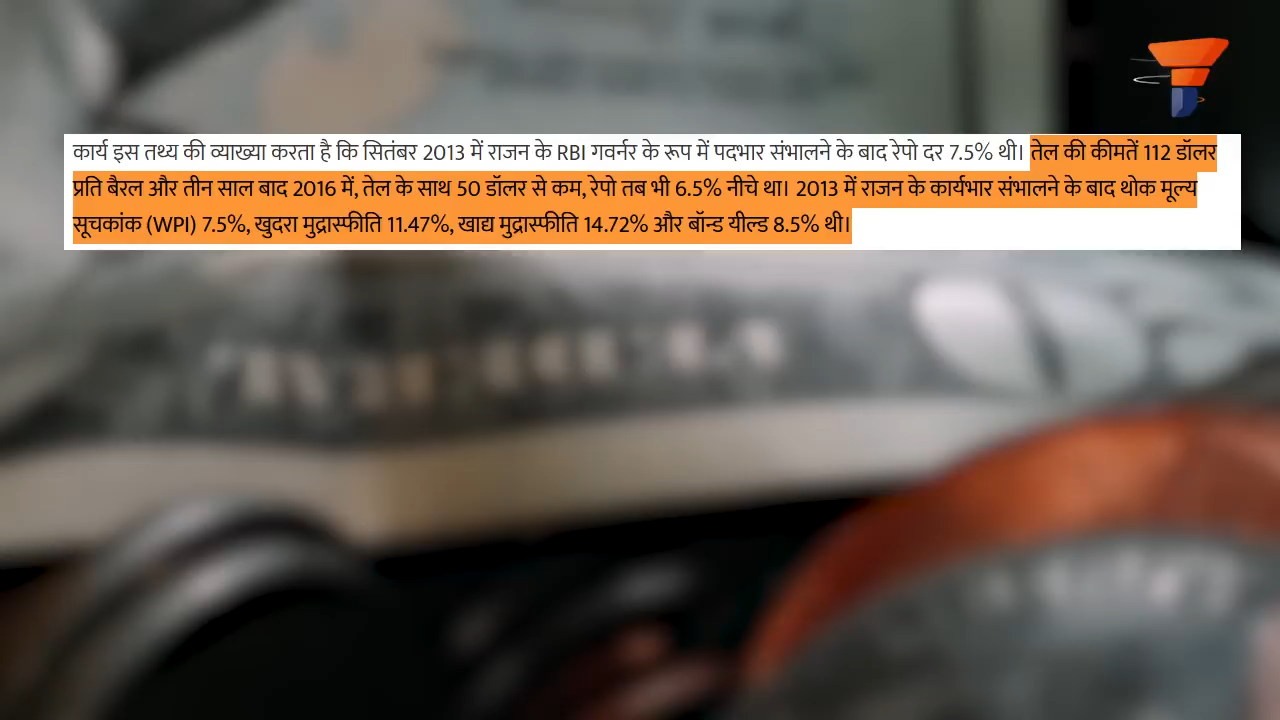 कार्य इस तथ्य की व्याख्या करता है कि सितंबर 2013 में राजन के RBI गवर्नर के रूप में पदभार संभालने के बाद रेपो दर 7.5% थी। तेल की कीमतें 112 डॉलर
प्रति बैरल और तीन साल बाद 2016 में, तेल के साथ 50 डॉलर से कम, रेपो तब भी 6.5% नीचे था। 2013 में राजन के कार्यभार संभालने के बाद थोक मूल्य
सूचकांक (WPI) 7.5%, खुदरा मुद्रास्फीति 11.47%, खाद्य मुद्रास्फीति 14.72% और बॉन्ड यील्ड 8.5% थी।